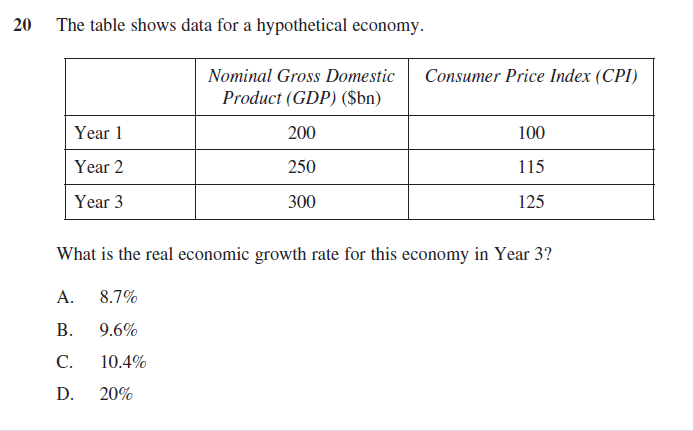 20 The table shows data for a hypothetical economy.
Nominal Gross Domestic Product (GDP) ($bn) Consumer Price Index (CPI)
Year 1 200 100
Year 2 250 115
Year 3 300 125
What is the real economic growth rate for this economy in Year 3?
A. 8.7%
B. 9.6%
C. 10.4%
D. 20%